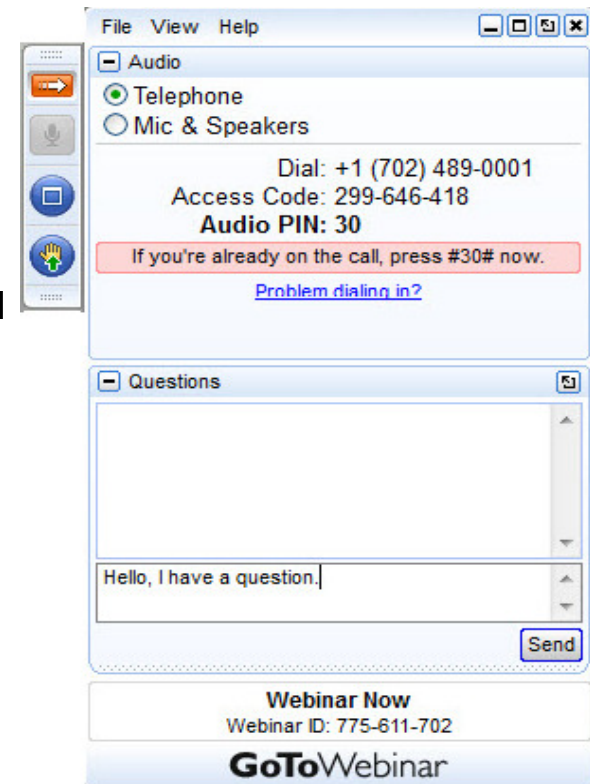 File View Help
Audio
Telephone
Mic & Speakers
Dial: +1 (702) 489-0001
Access Code: 299-646-418
Audio PIN: 30
If you're already on the call, press #30# now.
Problem dialing in?
Questions
Hello, I have a question.
Send
Webinar Now
Webinar ID: 775-611-702
GoToWebinar